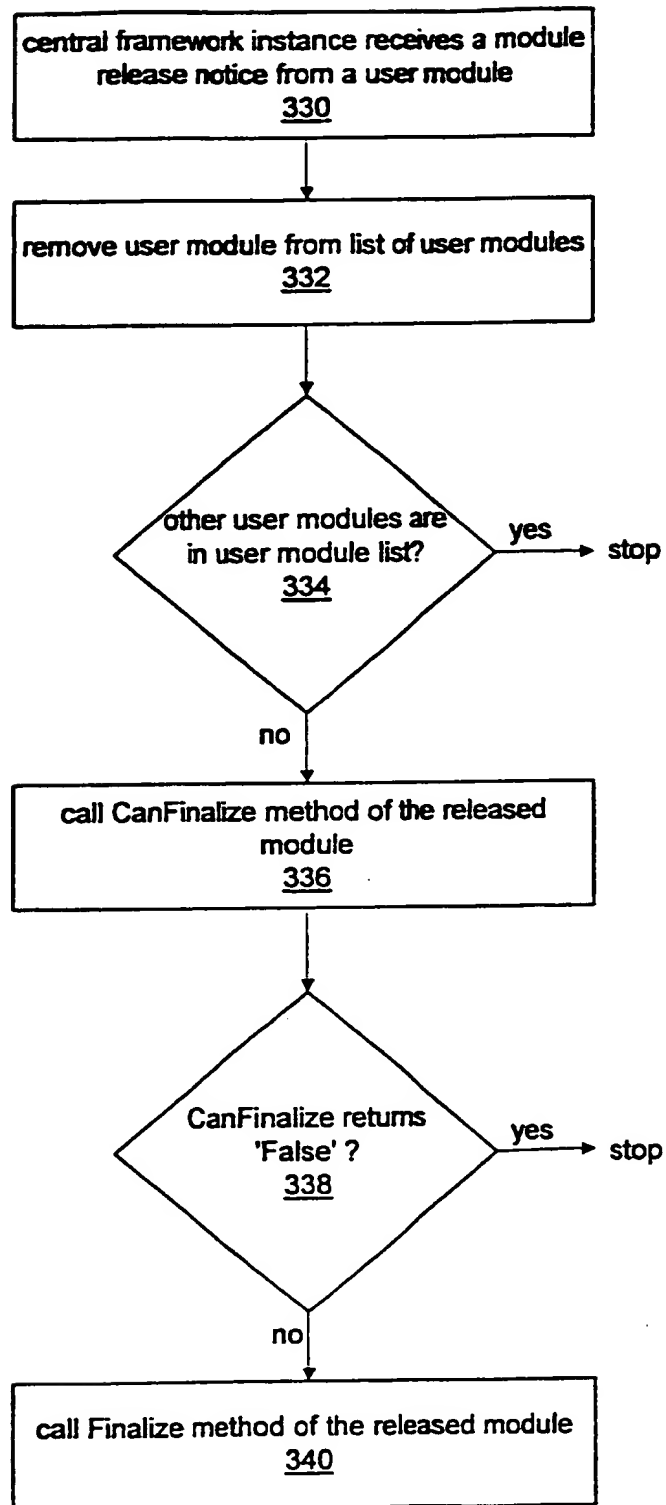 central framework instance receives a module
release notice from a user module
330
remove user module from list of user modules
332
other user modules are
in user module list?
334
yes
stop
no
call CanFinalize method of the released
module
336
CanFinalize returns
'False' ?
338
yes
stop
no
call Finalize method of the released module
340